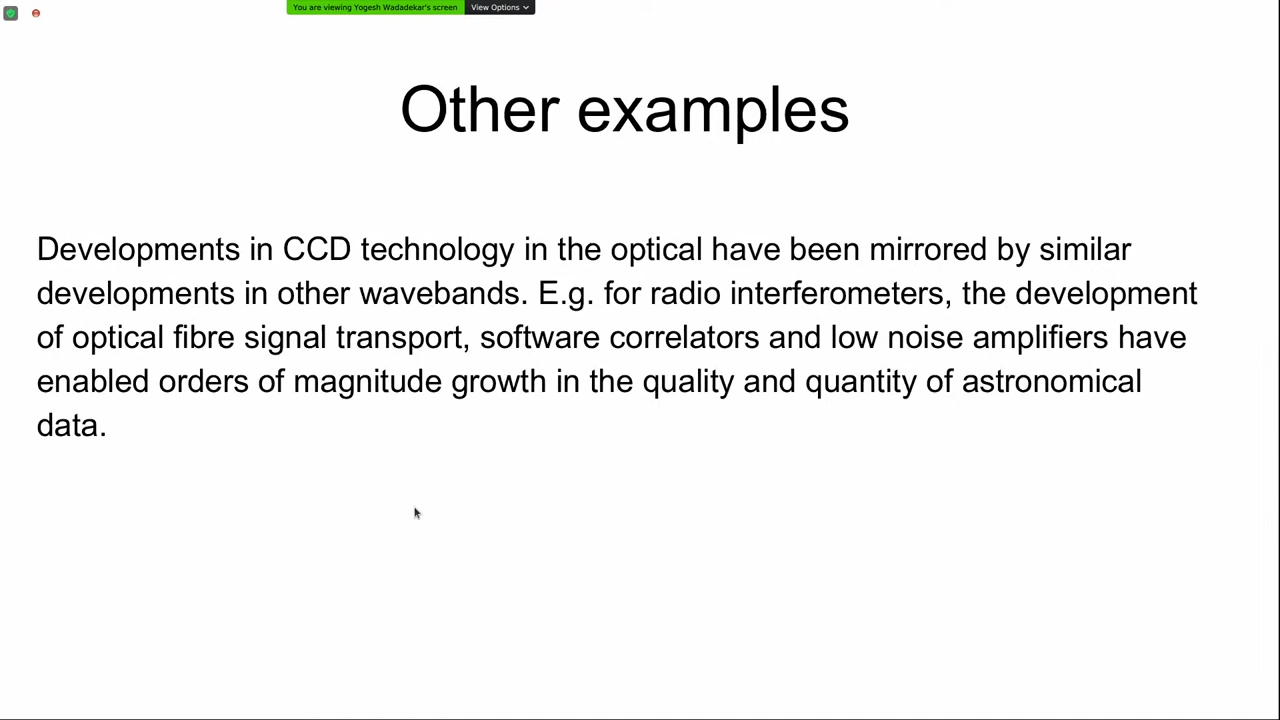 You are viewing Yogesh Wadadekar's screen View Options
Other examples
Developments in CCD technology in the optical have been mirrored by similar
developments in other wavebands. E.g. for radio interferometers, the development
of optical fibre signal transport, software correlators and low noise amplifiers have
enabled orders of magnitude growth in the quality and quantity of astronomical
data.